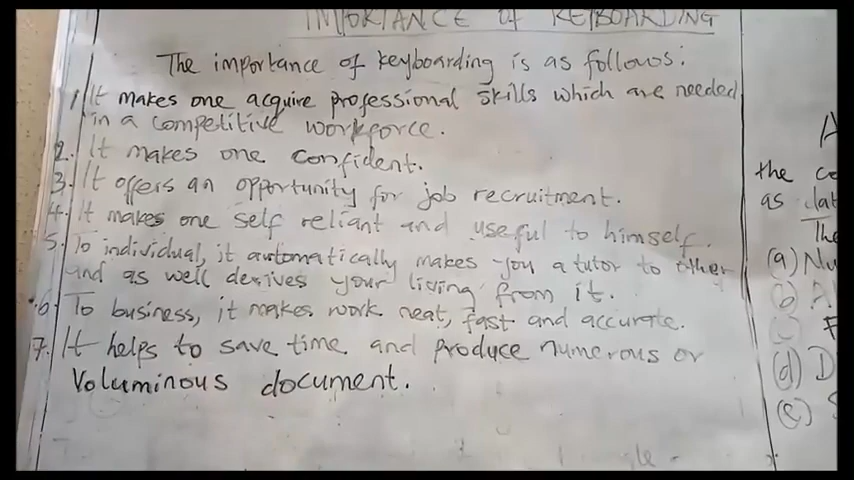 IMPORTANCE OF KEYBOARDING
The importance of keyboarding is as follows:
1. It makes one acquire professional skills which are needed
in a competitive workforce.
2. It makes one confident.
3. It offers an opportunity for job recruitment.
4. It makes one self reliant and useful to himself.
5. To individual, it automatically makes you a tutor to other
and as well derives your living from it.
6. To business, it makes work neat, fast and accurate.
7. It helps to save time and produce numerous or
Voluminous document.
the
as
(a)
(b)
(d) D
(e)